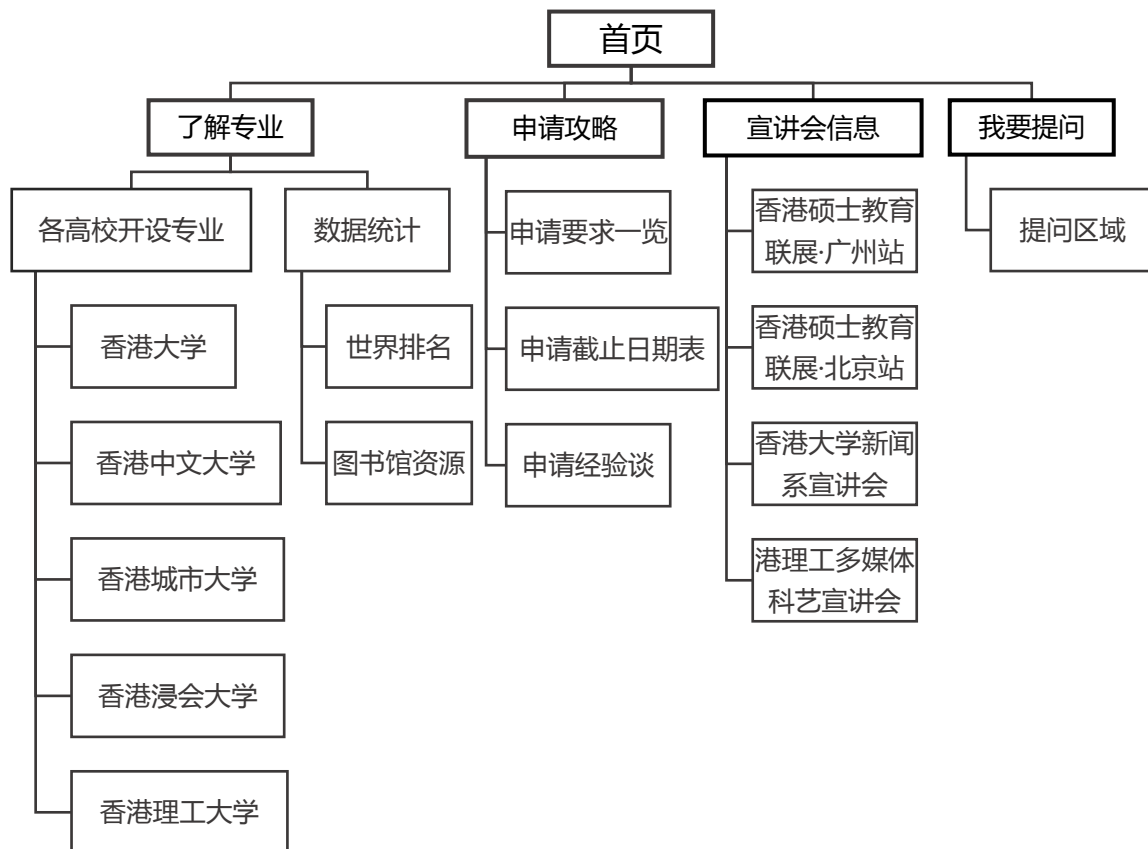 首页
了解专业
申请攻略
宣讲会信息
我要提问
各高校开设专业
数据统计
香港大学
香港中文大学
香港城市大学
香港浸会大学
香港理工大学
世界排名
图书馆资源
申请要求一览
申请截止日期表
申请经验谈
香港硕士教育
联展·广州站
香港硕士教育
联展·北京站
香港大学新闻
系宣讲会
港理工多媒体
科艺宣讲会
提问区域